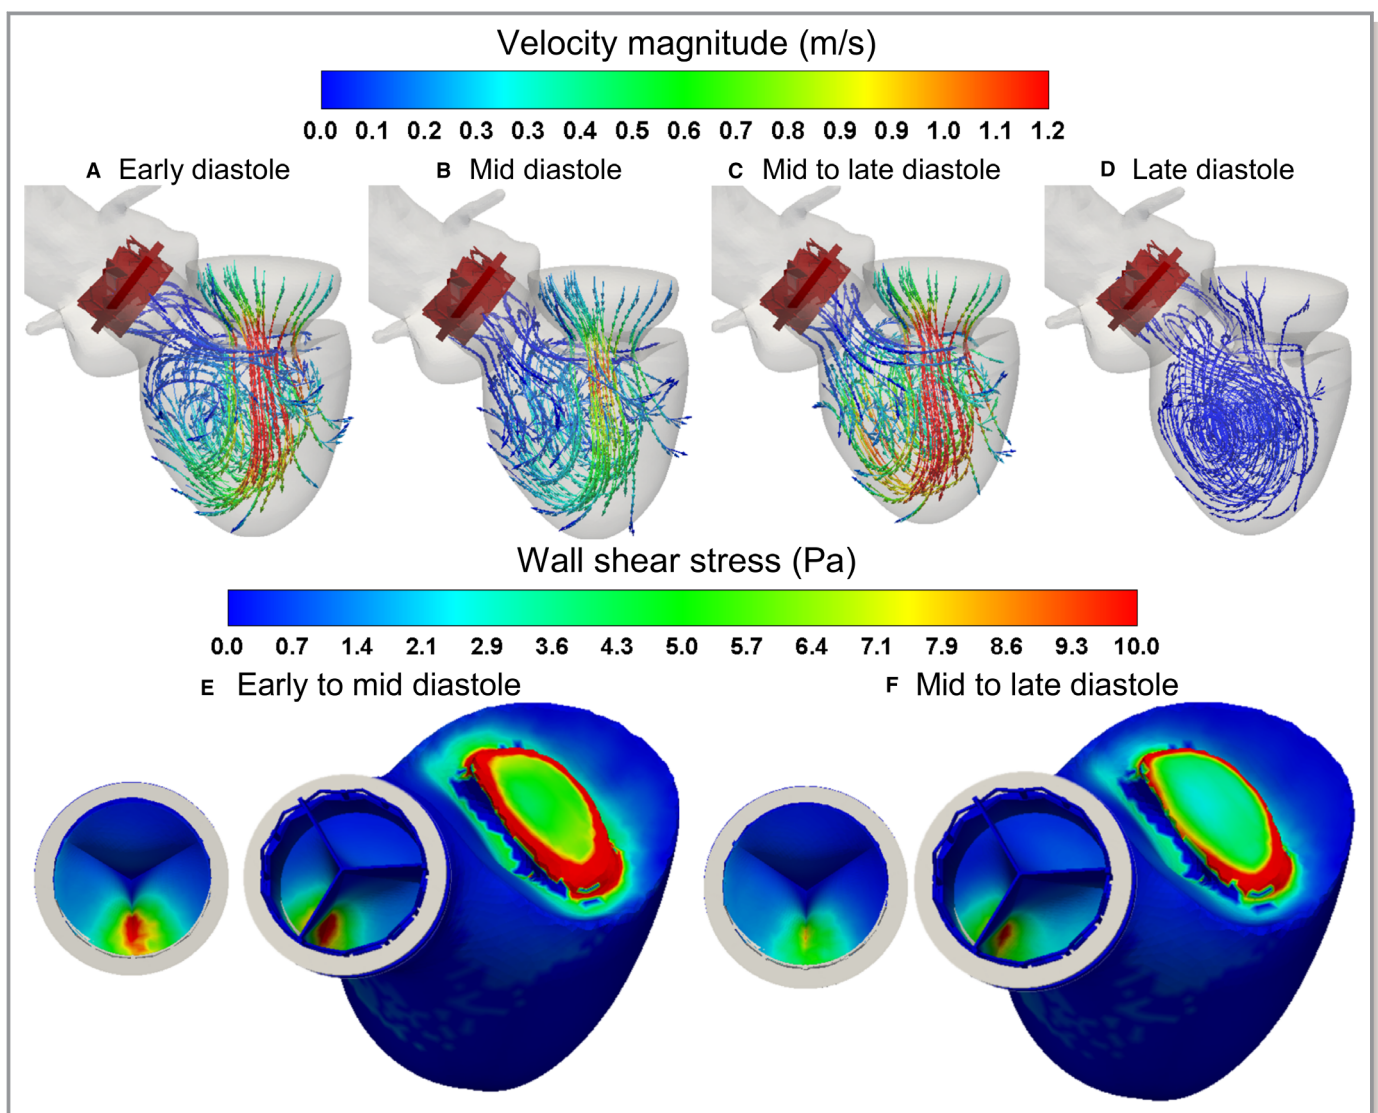 Velocity magnitude (m/s)
0.0 0.1 0.2 0.3 0.3 0.4 0.5 0.6 0.7 0.8 0.9 0.9 1.0 1.1 1.2
A Early diastole B Mid diastole C Mid to late diastole D Late diastole
Wall shear stress (Pa)
0.0 0.7 1.4 2.1 2.9 3.6 4.3 5.0 5.7 6.4 7.1 7.9 8.6 9.3 10.0
E Early to mid diastole F Mid to late diastole